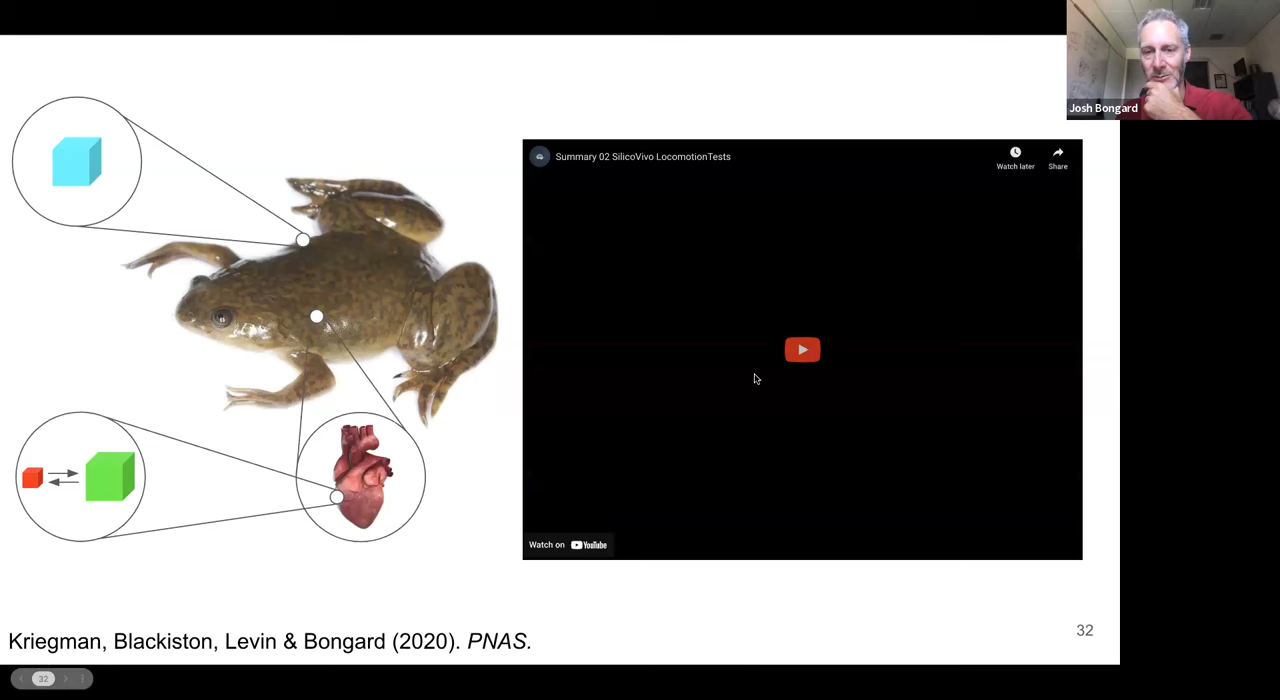 Josh Bongard
Summary 02 SilicoVivo LocomotionTests
Watch later
Share
Watch on YouTube
32
Kriegman, Blackiston, Levin & Bongard (2020). PNAS.
32